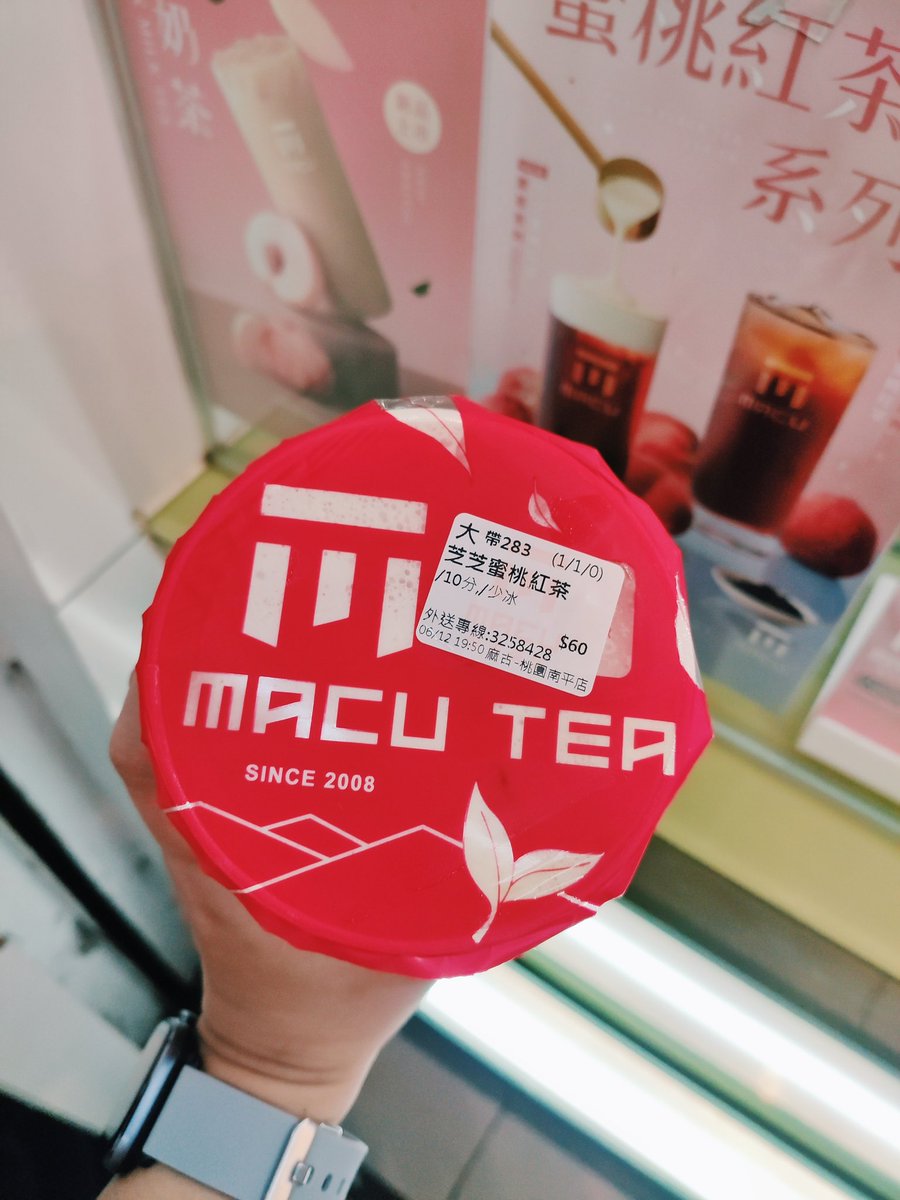 奶茶
蜜桃紅茶
系列
MACU
MACU
大 帶283 (1/1/0)
芝芝蜜桃紅茶
/10分,/少冰
$60
外送專線:3258428
06/12 19:50 麻古-桃園南平店
MACU TEA
SINCE 2008